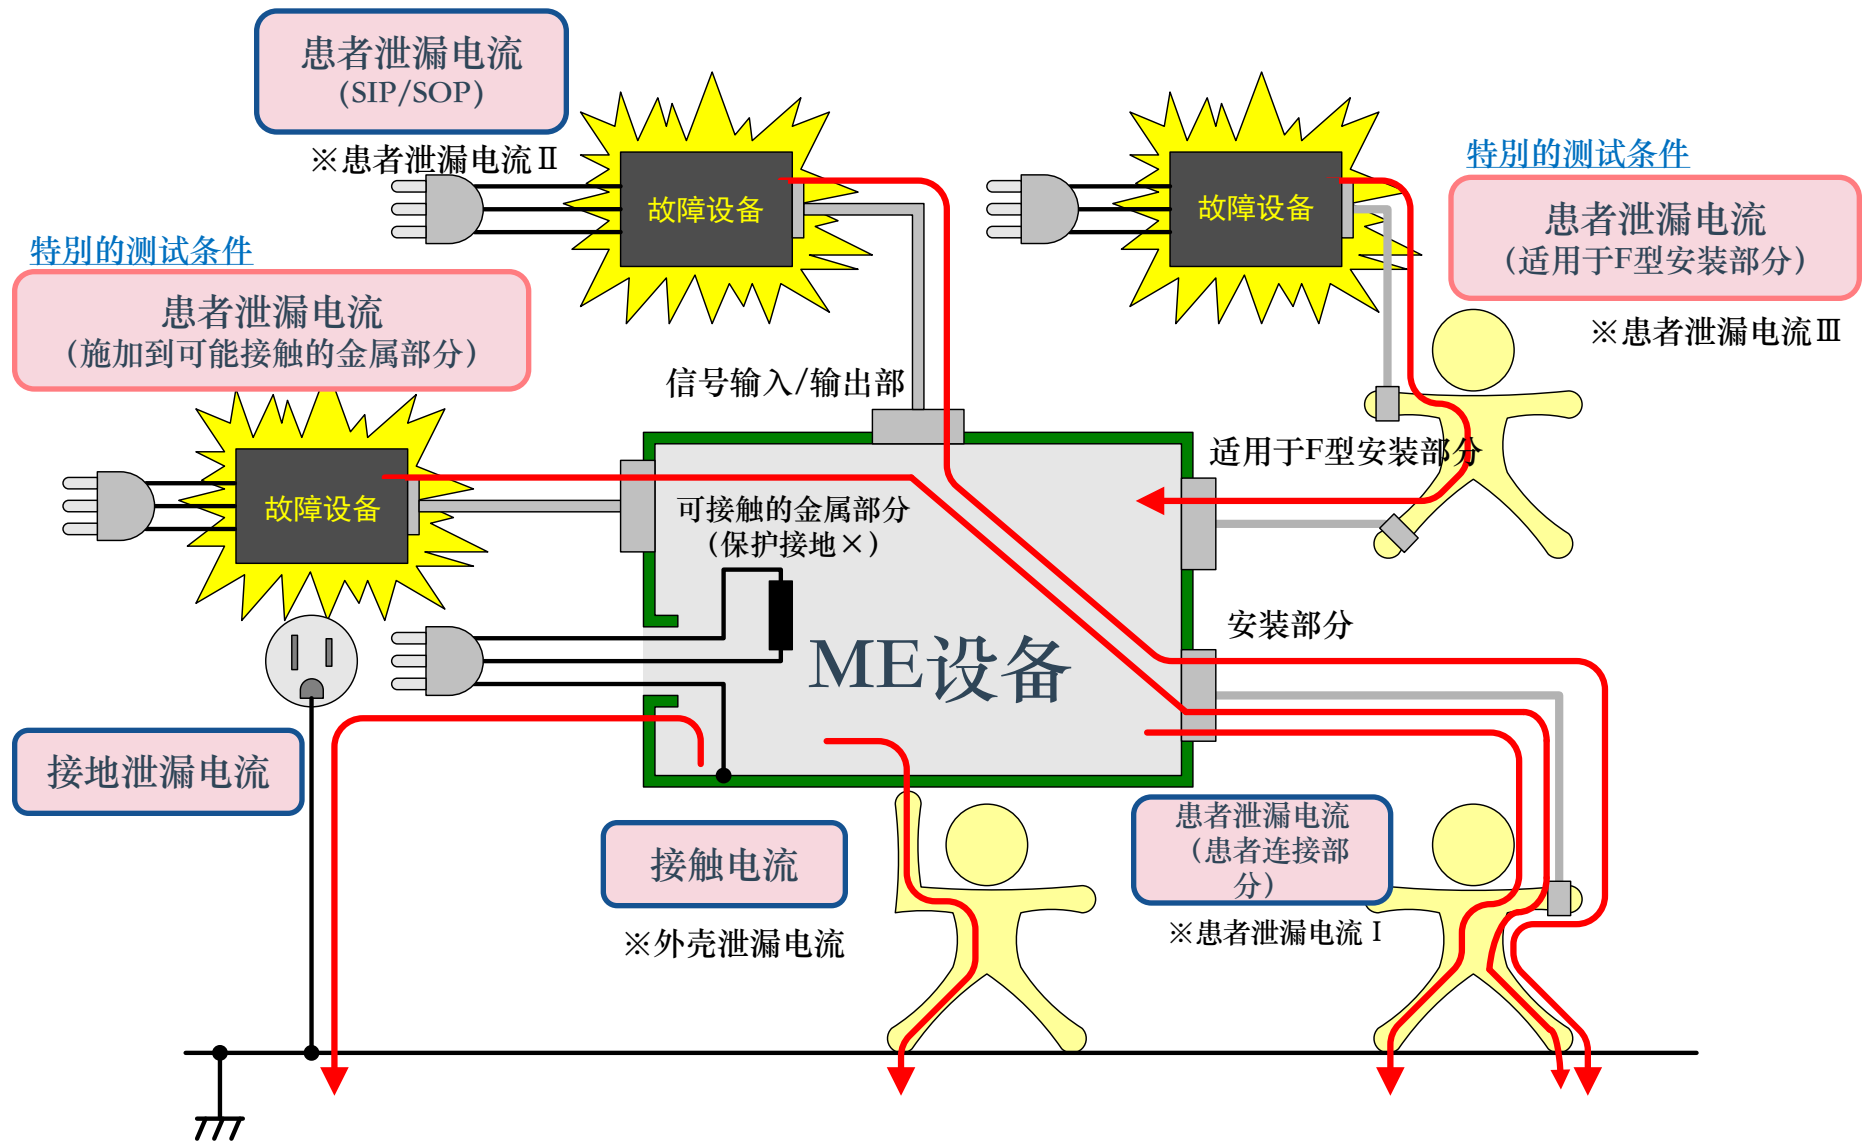 患者泄漏电流
(SIP/SOP)
※患者泄漏电流Ⅱ
故障设备
故障设备
特别的测试条件
患者泄漏电流
(适用于F型安装部分)
※患者泄漏电流Ⅲ
特别的测试条件
患者泄漏电流
(施加到可能接触的金属部分)
故障设备
信号输入/输出部
适用于F型安装部分
可接触的金属部分
(保护接地×)
安装部分
ME设备
接地泄漏电流
接触电流
※外壳泄漏电流
患者泄漏电流
(患者连接部
分)
※患者泄漏电流Ⅰ